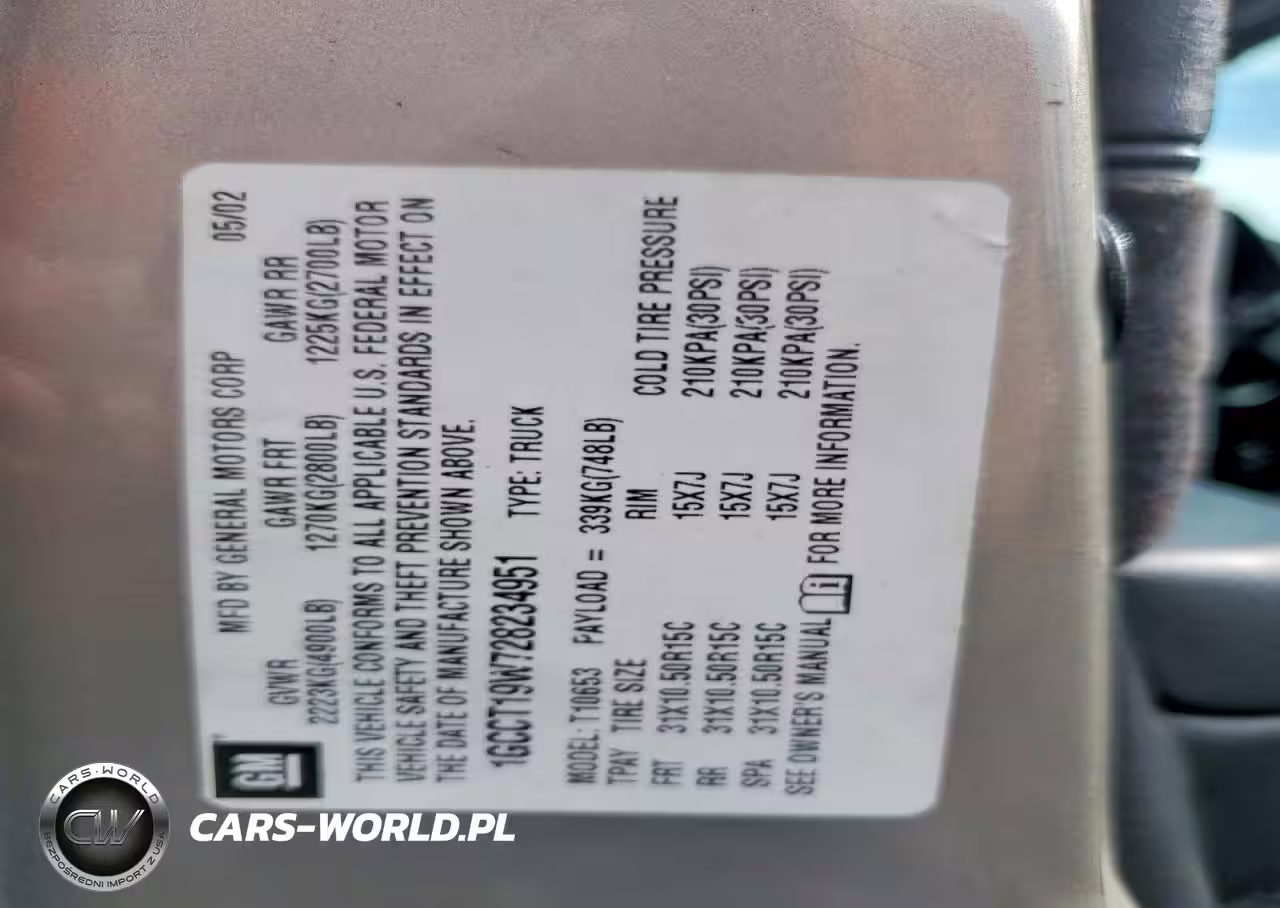 GM
MFD BY GENERAL MOTORS CORP 05/02
GVWR GAWR FRT GAWR RR
2223KG(4900LB) 1270KG(2800LB) 1225KG(2700LB)
THIS VEHICLE CONFORMS TO ALL APPLICABLE U.S. FEDERAL MOTOR
VEHICLE SAFETY AND THEFT PREVENTION STANDARDS IN EFFECT ON
THE DATE OF MANUFACTURE SHOWN ABOVE.
1GCCT19W728234951 TYPE: TRUCK
MODEL: T10653 PAYLOAD = 339KG(748LB)
TPAY TIRE SIZE RIM COLD TIRE PRESSURE
FRT 31X10.50R15C 15X7J 210KPA(30PSI)
RR 31X10.50R15C 15X7J 210KPA(30PSI)
SPA 31X10.50R15C 15X7J 210KPA(30PSI)
SEE OWNER'S MANUAL FOR MORE INFORMATION.
CARS-WORLD
CW
BEZPOŚREDNI IMPORT Z USA
CARS-WORLD.PL